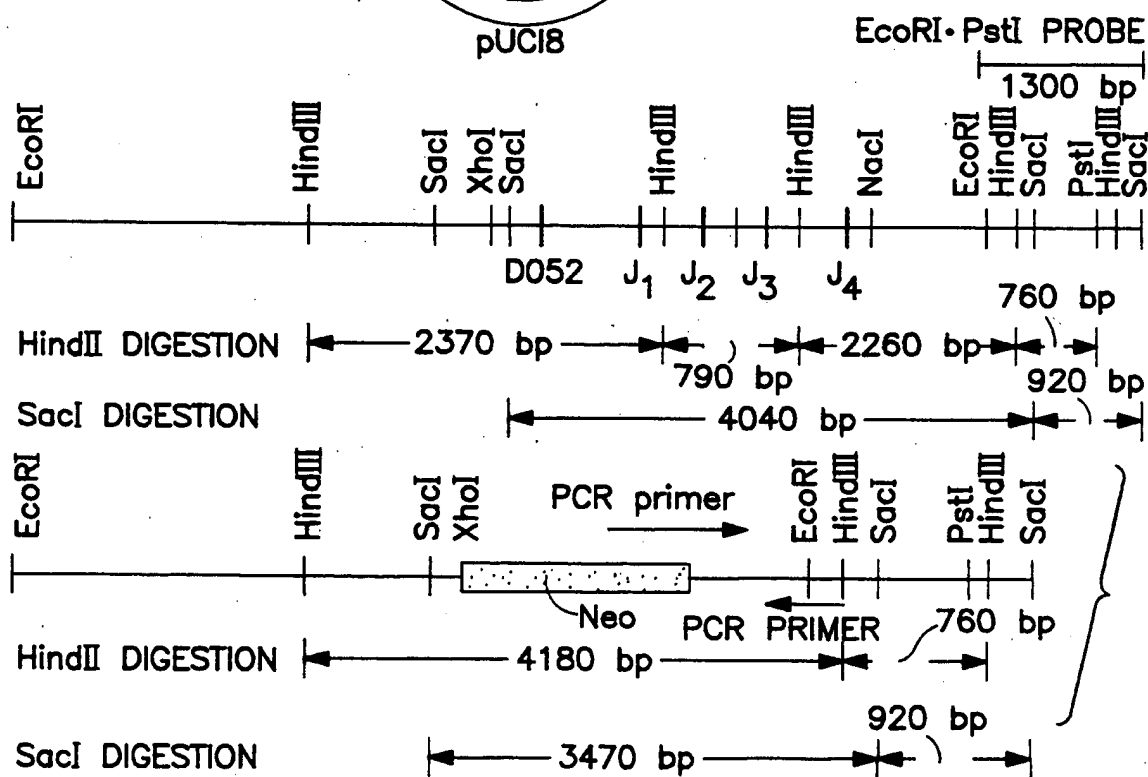 pUC18
EcoRI·PstI PROBE
1300 bp
EcoRI
HindIII
SacI
XhoI
SacI
HindIII
HindIII
NacI
EcoRI
HindIII
SacI
PstI
HindIII
SacI
D052
J1
J2
J3
J4
760 bp
HindII DIGESTION
2370 bp
790 bp
2260 bp
920 bp
SacI DIGESTION
4040 bp
EcoRI
HindIII
SacI
XhoI
PCR primer
EcoRI
HindIII
SacI
PstI
HindIII
SacI
Neo
PCR PRIMER
760 bp
HindII DIGESTION
4180 bp
920 bp
SacI DIGESTION
3470 bp